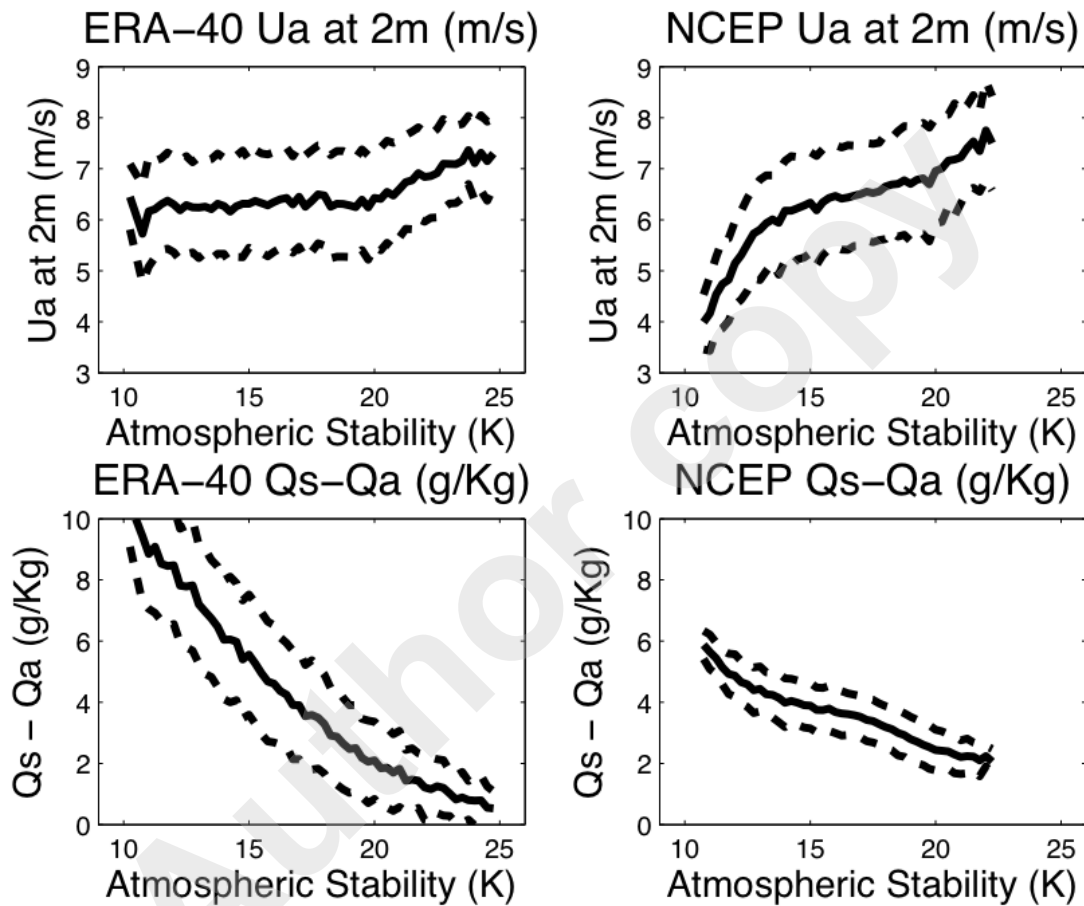 ERA−40 Ua at 2m (m/s)
NCEP Ua at 2m (m/s)
Ua at 2m (m/s)
9
8
7
6
5
4
3
10 15 20 25
Atmospheric Stability (K)
Ua at 2m (m/s)
9
8
7
6
5
4
3
10 15 20 25
Atmospheric Stability (K)
ERA−40 Qs−Qa (g/Kg)
NCEP Qs−Qa (g/Kg)
Qs − Qa (g/Kg)
10
8
6
4
2
0
10 15 20 25
Atmospheric Stability (K)
Qs − Qa (g/Kg)
10
8
6
4
2
0
10 15 20 25
Atmospheric Stability (K)
Author copy